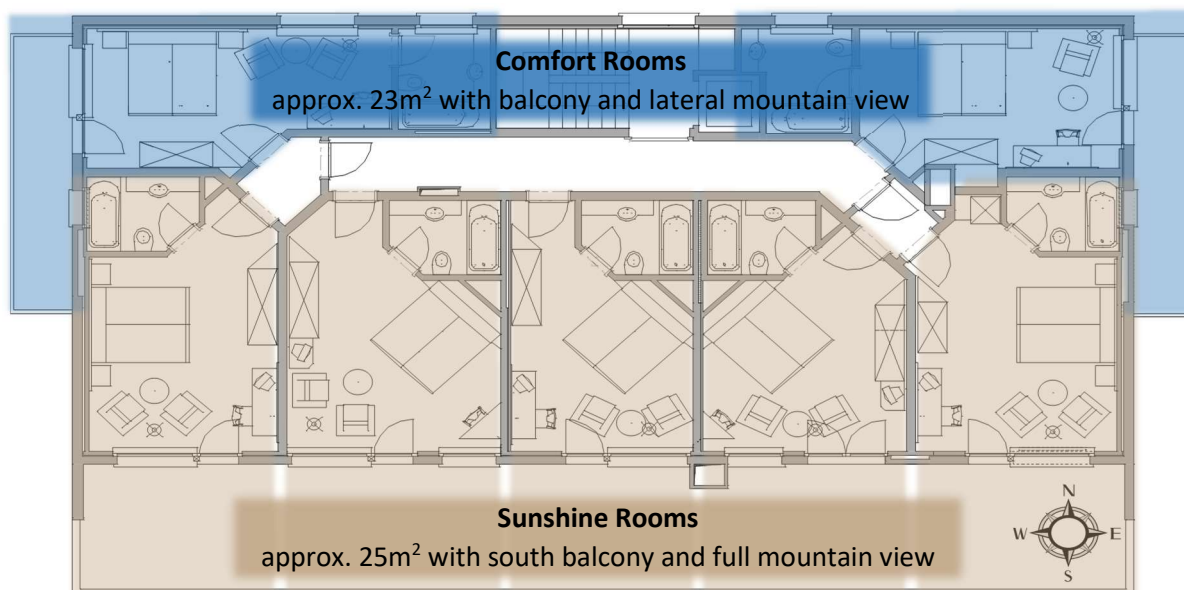 Comfort Rooms
approx. 23m² with balcony and lateral mountain view
Sunshine Rooms
approx. 25m² with south balcony and full mountain view
N
W E
S